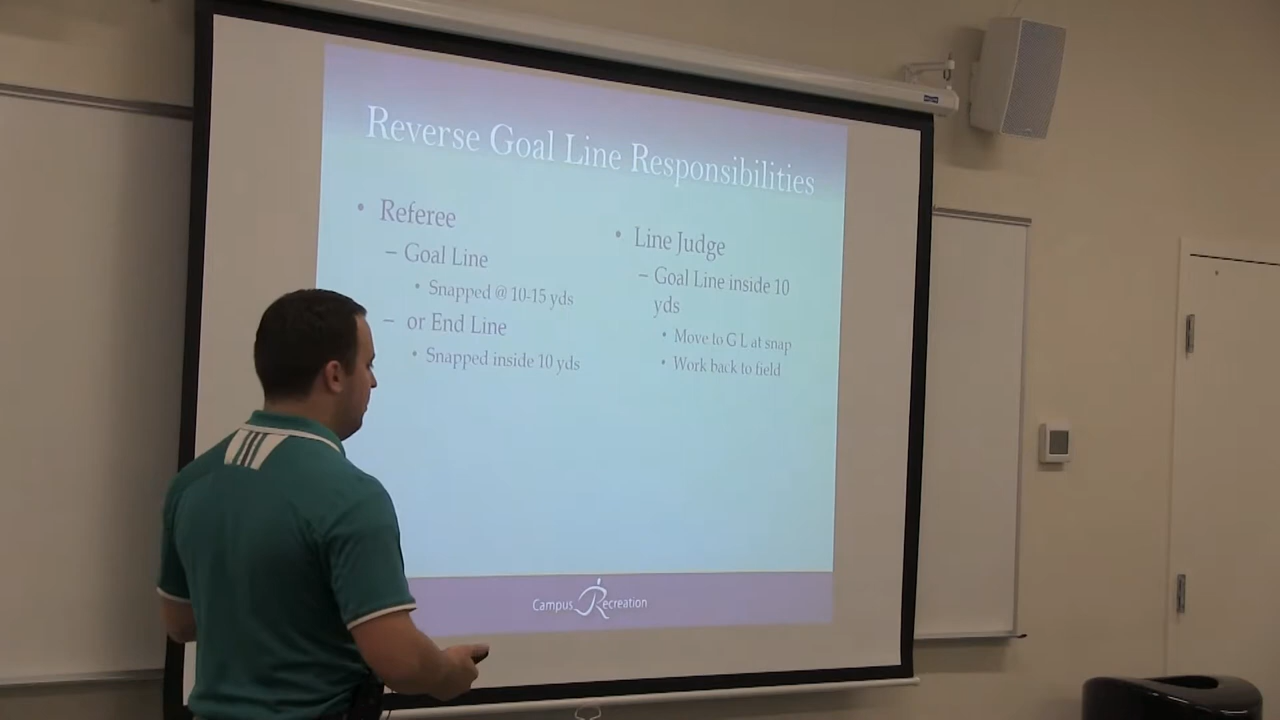 Reverse Goal Line Responsibilities
• Referee
– Goal Line
• Snapped @ 10-15 yds
– or End Line
• Snapped inside 10 yds
• Line Judge
– Goal Line inside 10
yds
• Move to G L at snap
• Work back to field
Campus Recreation